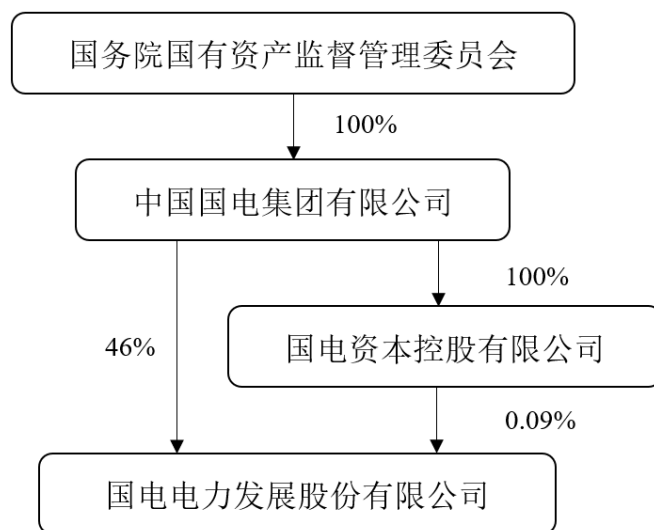 国务院国有资产监督管理委员会
100%
中国国电集团有限公司
100%
46%
国电资本控股有限公司
0.09%
国电电力发展股份有限公司